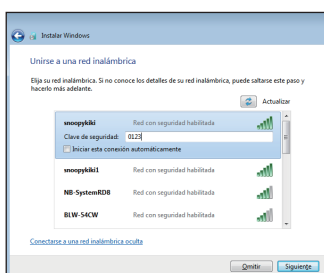 Instalar Windows
Unirse a una red inalámbrica
Elija su red inalámbrica. Si no conoce los detalles de su red inalámbrica, puede saltarse este paso y
hacerlo más adelante.
Actualizar
snoopykiki Red con seguridad habilitada
Clave de seguridad: 0123
Iniciar esta conexión automáticamente
snoopykiki1 Red con seguridad habilitada
NB-SystemRD8 Red con seguridad habilitada
BLW-54CW Red con seguridad habilitada
Conectarse a una red inalámbrica oculta
Omitir Siguiente